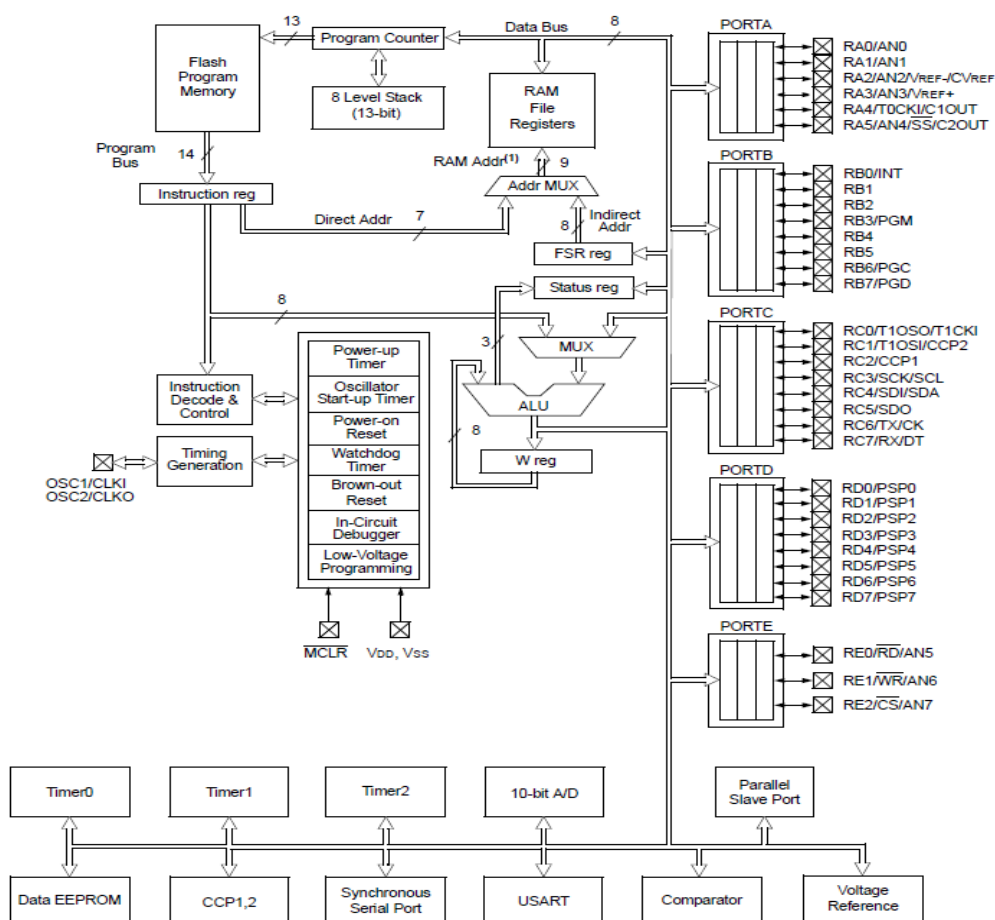 13
Program Counter
Data Bus
8
PORTA
Flash
Program
Memory
8 Level Stack
(13-bit)
RAM
File
Registers
RA0/AN0
RA1/AN1
RA2/AN2/VREF-/CVREF
RA3/AN3/VREF+
RA4/T0CKI/C1OUT
RA5/AN4/SS/C2OUT
Program
Bus
14
RAM Addr(1)
9
PORTB
Instruction reg
Addr MUX
Direct Addr
7
8
Indirect
Addr
FSR reg
Status reg
RB0/INT
RB1
RB2
RB3/PGM
RB4
RB5
RB6/PGC
RB7/PGD
8
3
MUX
PORTC
RC0/T1OSO/T1CKI
RC1/T1OSI/CCP2
RC2/CCP1
RC3/SCK/SCL
RC4/SDI/SDA
RC5/SDO
RC6/TX/CK
RC7/RX/DT
Power-up
Timer
Oscillator
Start-up Timer
Power-on
Reset
Watchdog
Timer
Brown-out
Reset
In-Circuit
Debugger
Low-Voltage
Programming
Instruction
Decode &
Control
Timing
Generation
OSC1/CLKI
OSC2/CLKO
ALU
8
W reg
MCLR
VDD, VSS
PORTD
RD0/PSP0
RD1/PSP1
RD2/PSP2
RD3/PSP3
RD4/PSP4
RD5/PSP5
RD6/PSP6
RD7/PSP7
PORTE
RE0/RD/AN5
RE1/WR/AN6
RE2/CS/AN7
Timer0
Timer1
Timer2
10-bit A/D
Parallel
Slave Port
Data EEPROM
CCP1,2
Synchronous
Serial Port
USART
Comparator
Voltage
Reference